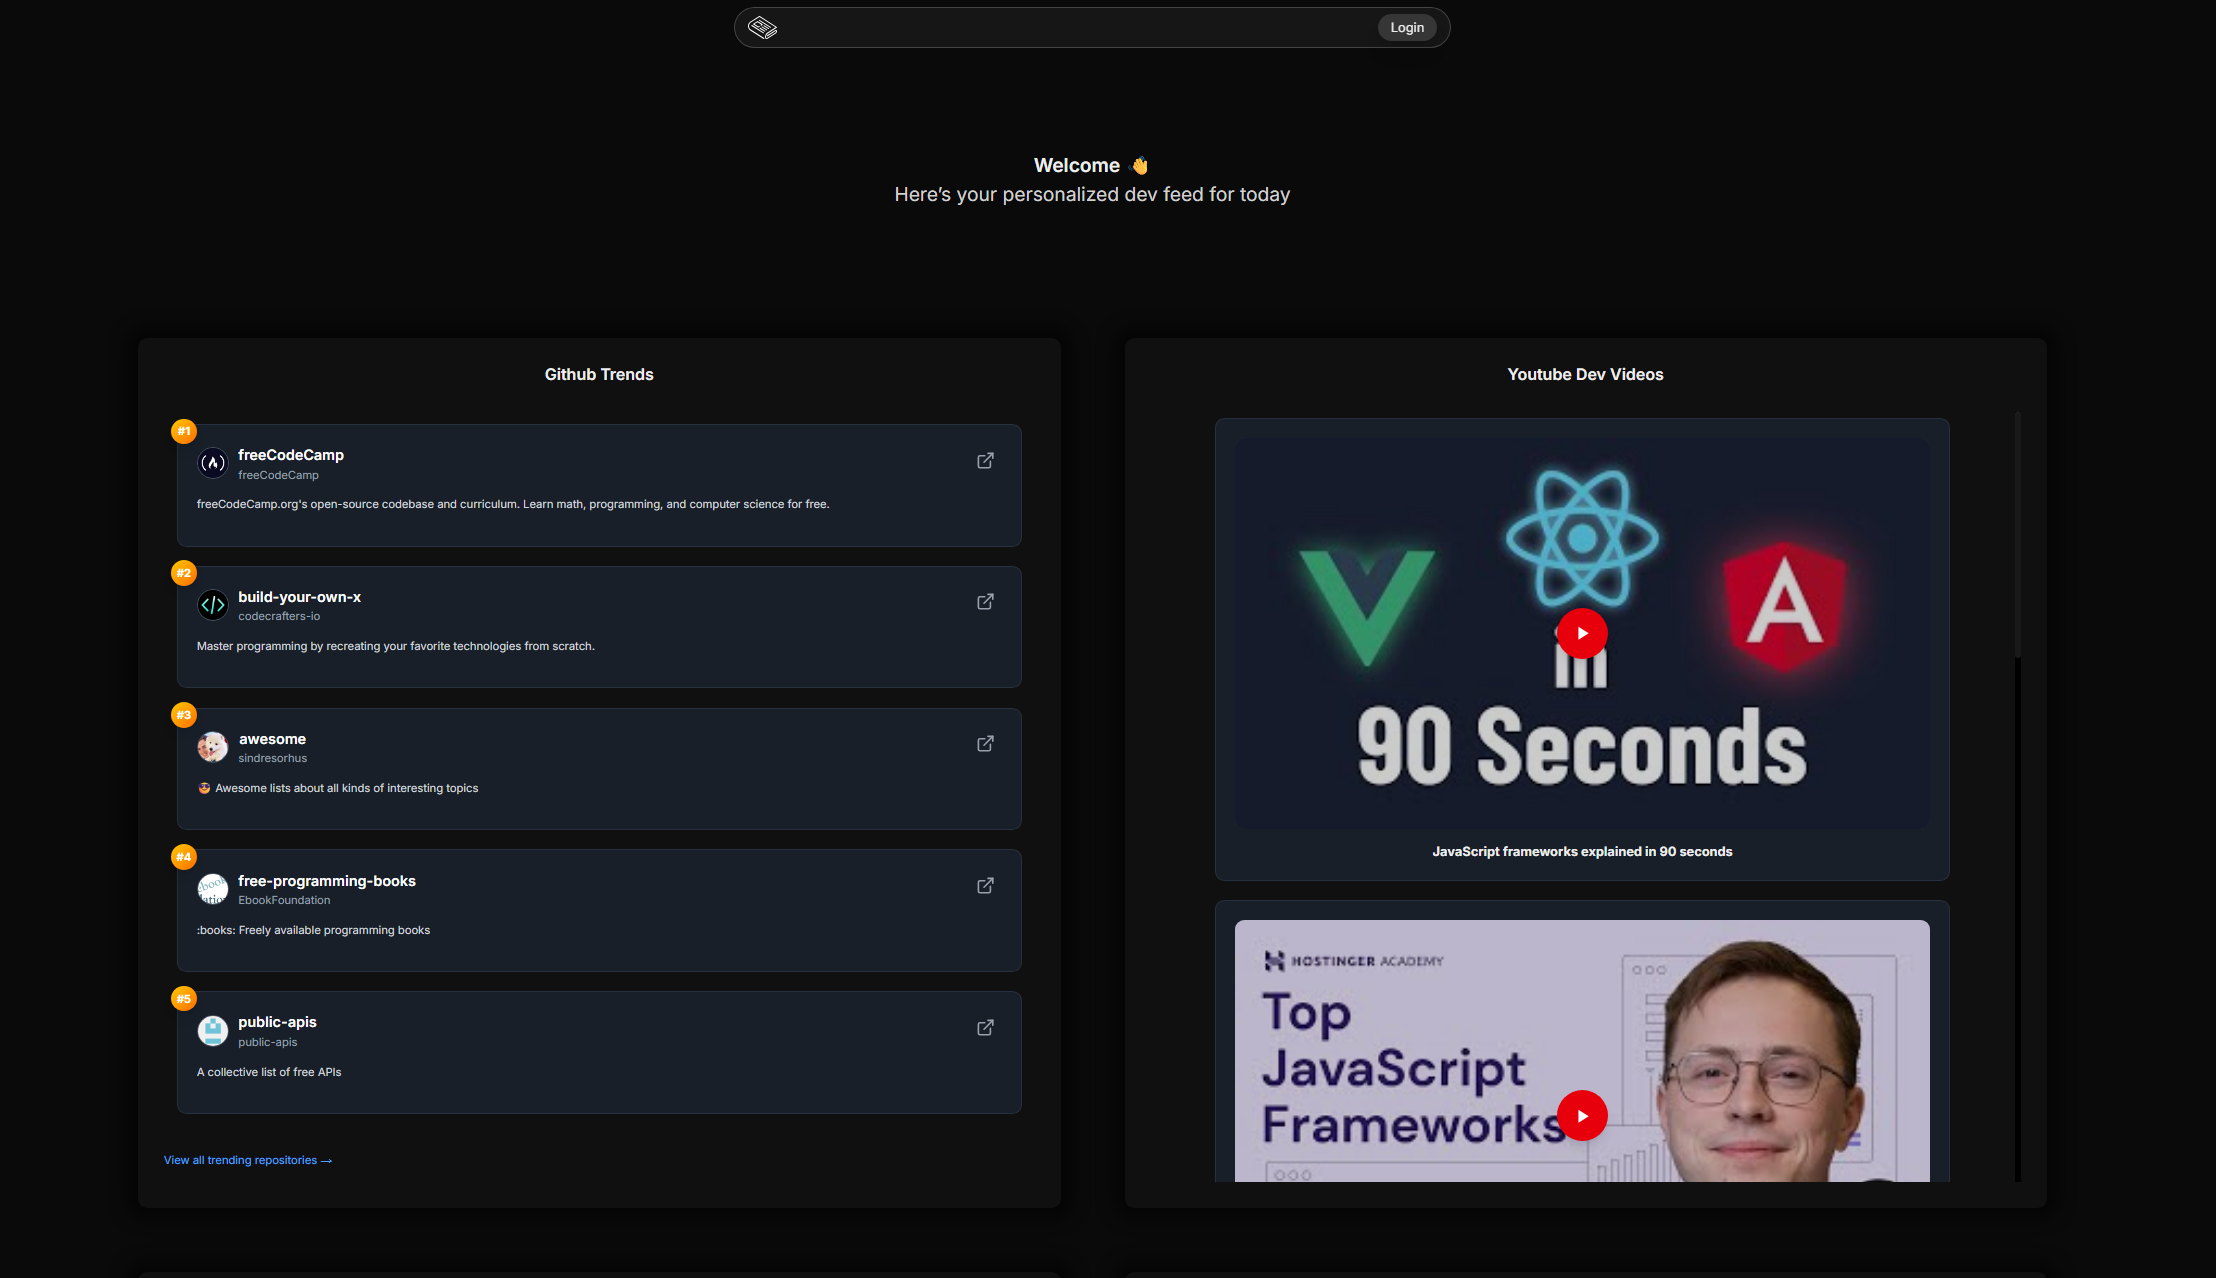 Login
Welcome 👋
Here’s your personalized dev feed for today
Github Trends
#1
freeCodeCamp
freeCodeCamp
freeCodeCamp.org's open-source codebase and curriculum. Learn math, programming, and computer science for free.
#2
build-your-own-x
codecrafters-io
Master programming by recreating your favorite technologies from scratch.
#3
awesome
sindresorhus
😎 Awesome lists about all kinds of interesting topics
#4
free-programming-books
EbookFoundation
:books: Freely available programming books
#5
public-apis
public-apis
A collective list of free APIs
View all trending repositories →
Youtube Dev Videos
in
90 Seconds
JavaScript frameworks explained in 90 seconds
HOSTINGER ACADEMY
Top
JavaScript
Frameworks